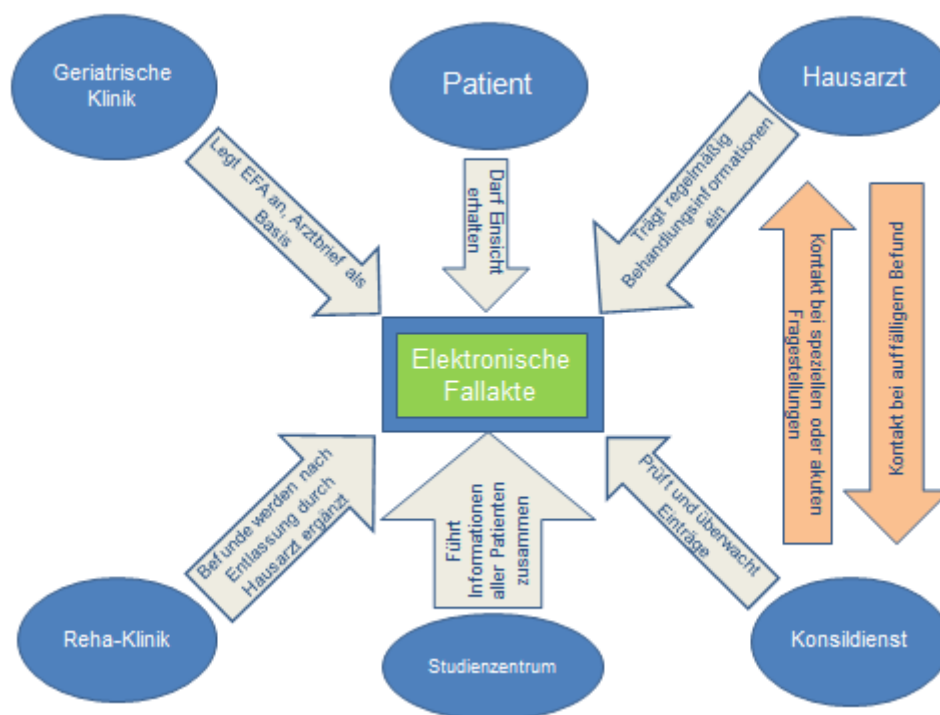 Geriatrische
Klinik
Patient
Hausarzt
Legt EFA an, Arztbrief als
Basis
Darf Einsicht
erhalten
Trägt regelmäßig
Behandlungsinformationen
ein
Kontakt bei speziellen oder akuten
Fragestellungen
Kontakt bei auffälligem Befund
Elektronische
Fallakte
Befunde werden nach
Entlassung durch
Hausarzt ergänzt
Führt
Informationen
aller Patienten
zusammen
Prüft und überwacht
Einträge
Reha-Klinik
Studienzentrum
Konsildienst